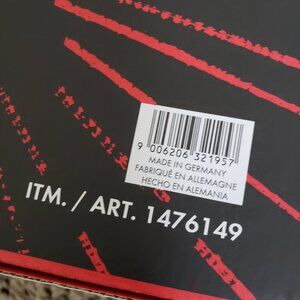 9 006206 321957
MADE IN GERMANY
FABRIQUÉ EN ALLEMAGNE
HECHO EN ALEMANIA
ITM. / ART. 1476149